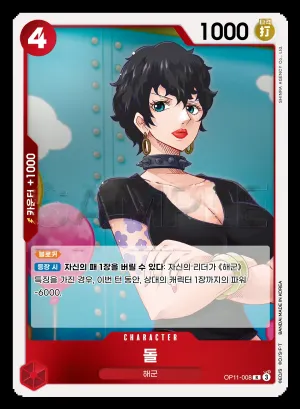 4
1000
打
카운터 +1000
SAMPLE
블로커
등장 시 자신의 패 1장을 버릴 수 있다: 자신의 리더가 《해군》
특징을 가진 경우, 이번 턴 동안, 상대의 캐릭터 1장까지의 파워
-6000.
CHARACTER
돌
해군
OP11-008 R 3